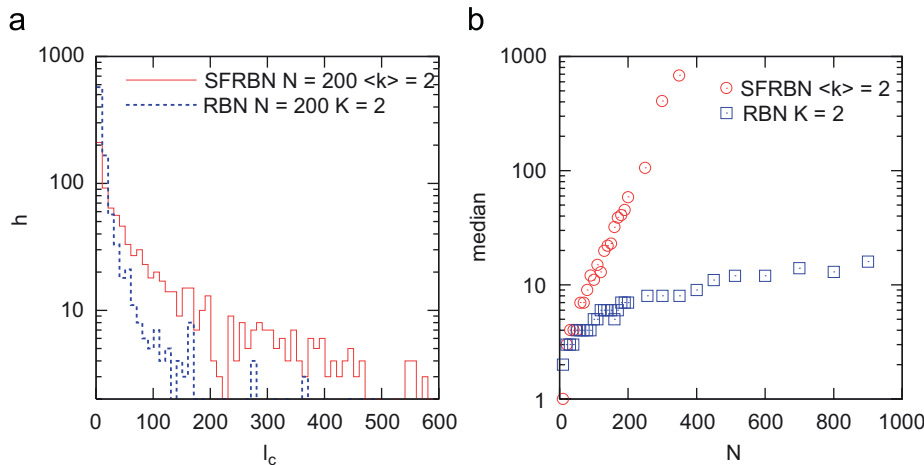 a
1000
100
10
h
SFRBN N = 200 <k> = 2
RBN N = 200 K = 2
0 100 200 300 400 500 600
l_c
b
1000
100
10
1
median
SFRBN <k> = 2
RBN K = 2
0 200 400 600 800 1000
N